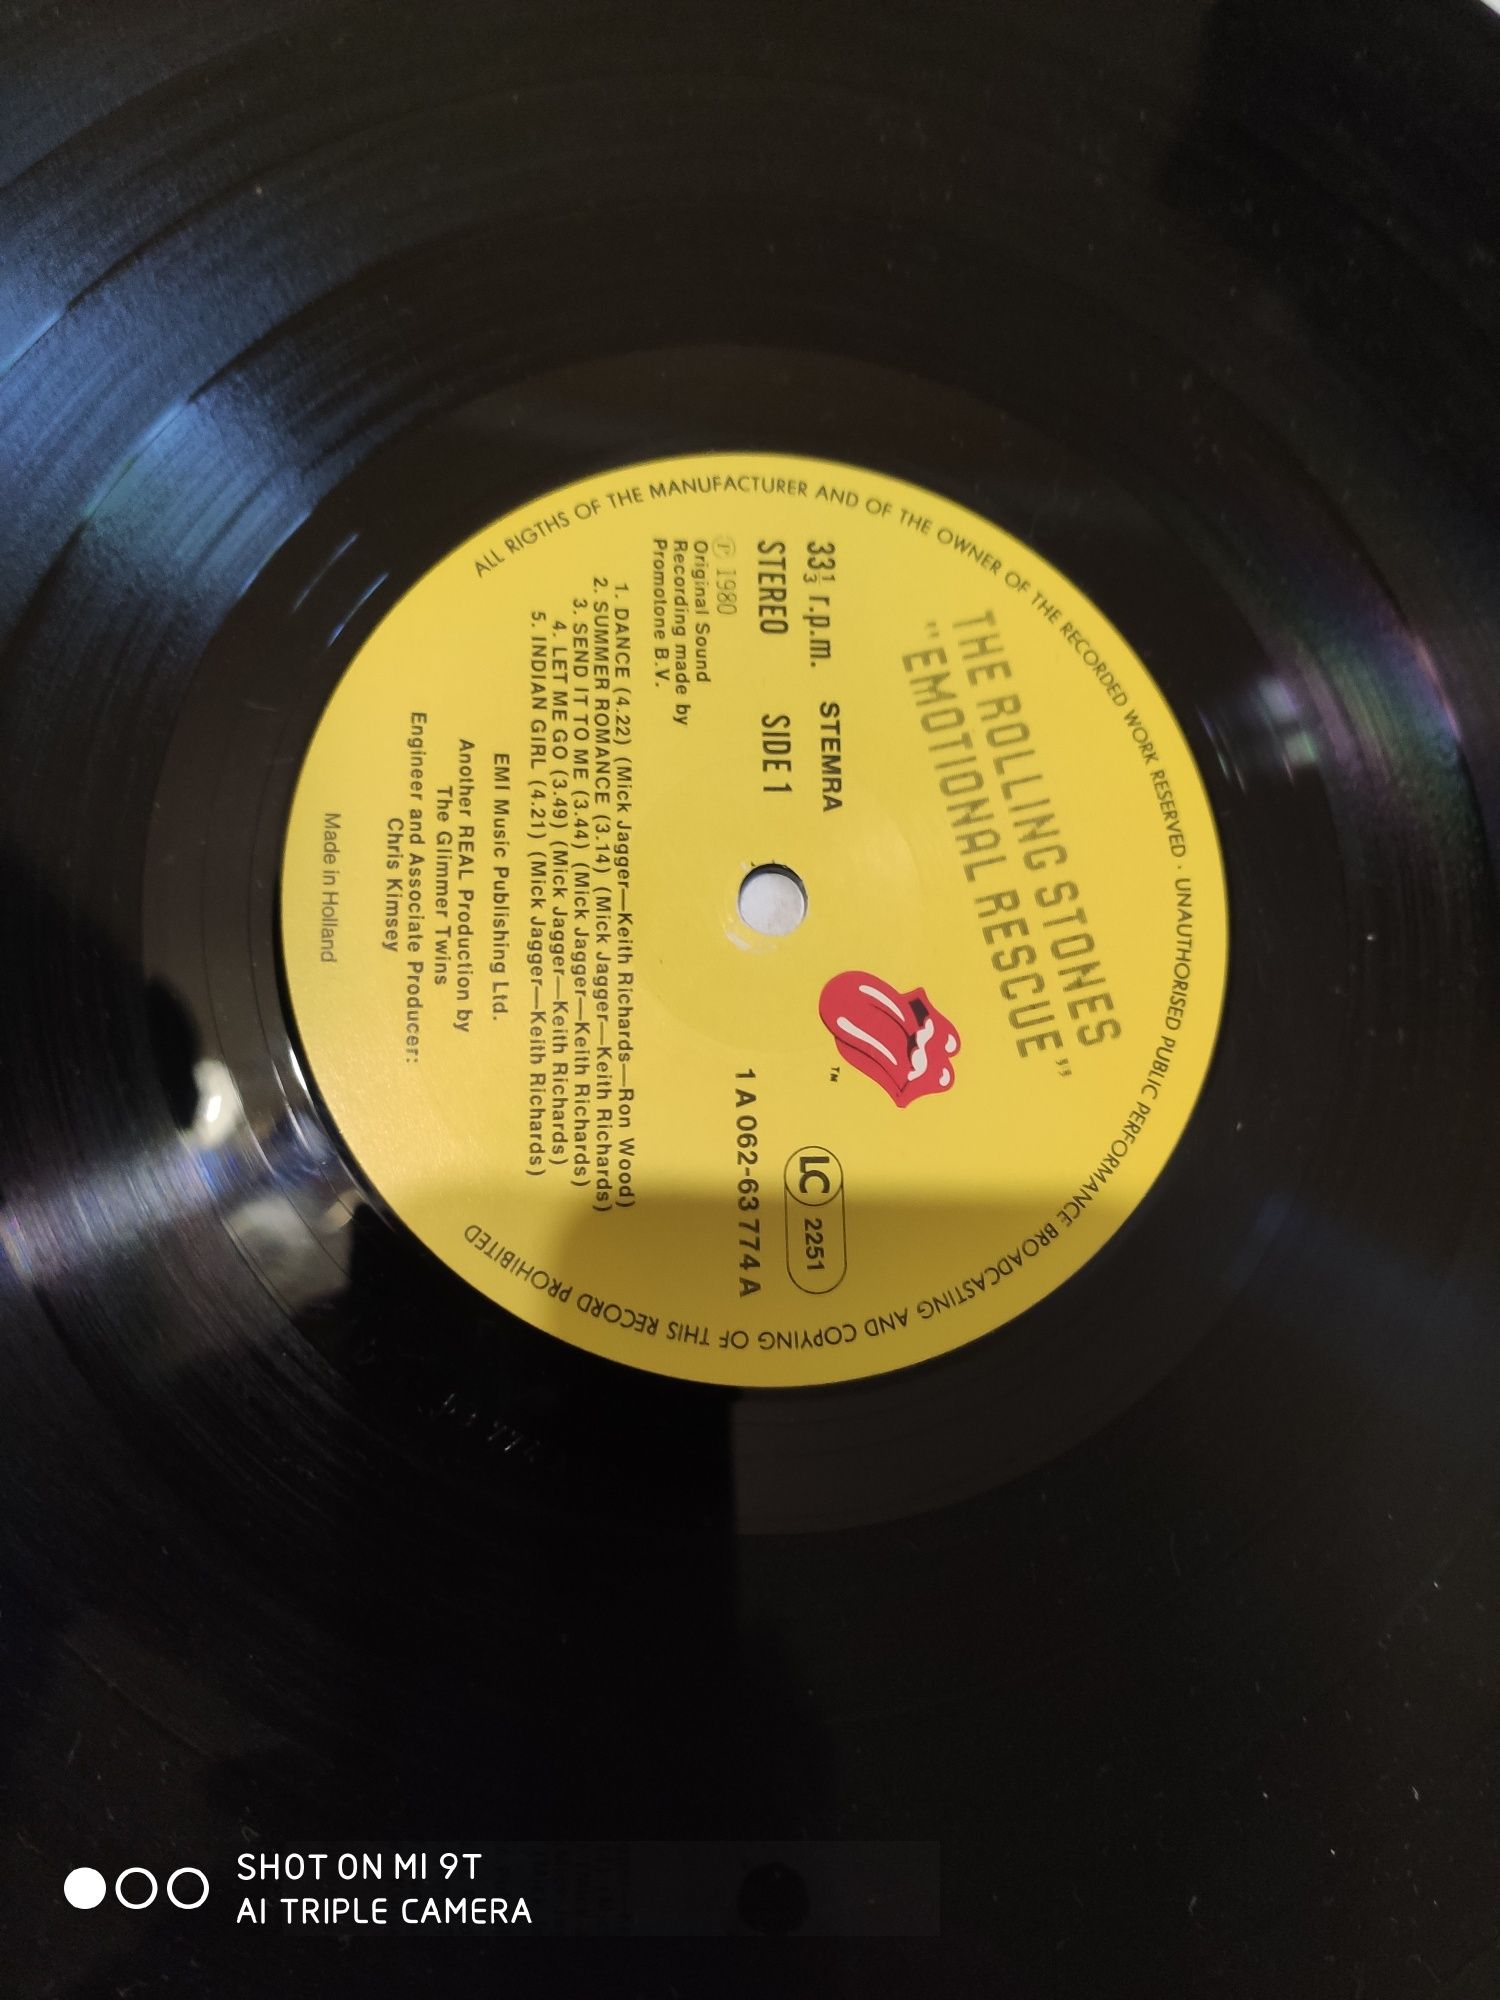 ALL RIGTHS OF THE MANUFACTURER AND OF THE OWNER OF THE RECORDED WORK RESERVED · UNAUTHORISED PUBLIC PERFORMANCE BROADCASTING AND COPYING OF THIS RECORD PROHIBITED
THE ROLLING STONES
"EMOTIONAL RESCUE"
33⅓ r.p.m. STEMRA
STEREO SIDE 1
TM
LC 2251
1 A 062-63 774 A
Ⓟ 1980
Original Sound
Recording made by
Promotone B.V.
1. DANCE (4.22) (Mick Jagger—Keith Richards—Ron Wood)
2. SUMMER ROMANCE (3.14) (Mick Jagger—Keith Richards)
3. SEND IT TO ME (3.44) (Mick Jagger—Keith Richards)
4. LET ME GO (3.49) (Mick Jagger—Keith Richards)
5. INDIAN GIRL (4.21) (Mick Jagger—Keith Richards)
EMI Music Publishing Ltd.
Another REAL Production by
The Glimmer Twins
Engineer and Associate Producer:
Chris Kimsey
Made in Holland
SHOT ON MI 9T
AI TRIPLE CAMERA